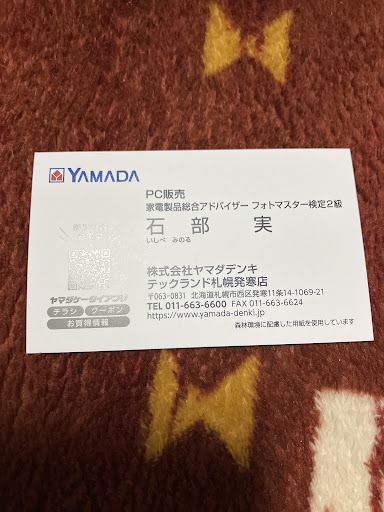 YAMADA
PC販売
家電製品総合アドバイザー フォトマスター検定2級
石部 実
いしべ みのる
株式会社ヤマダデンキ
テックランド札幌発寒店
〒063-0831 北海道札幌市西区発寒11条14-1069-21
TEL 011-663-6600 FAX 011-663-6624
https://www.yamada-denki.jp
森林環境に配慮した用紙を使用しています
ヤマダケータイアプリ
チラシ クーポン
お買得情報